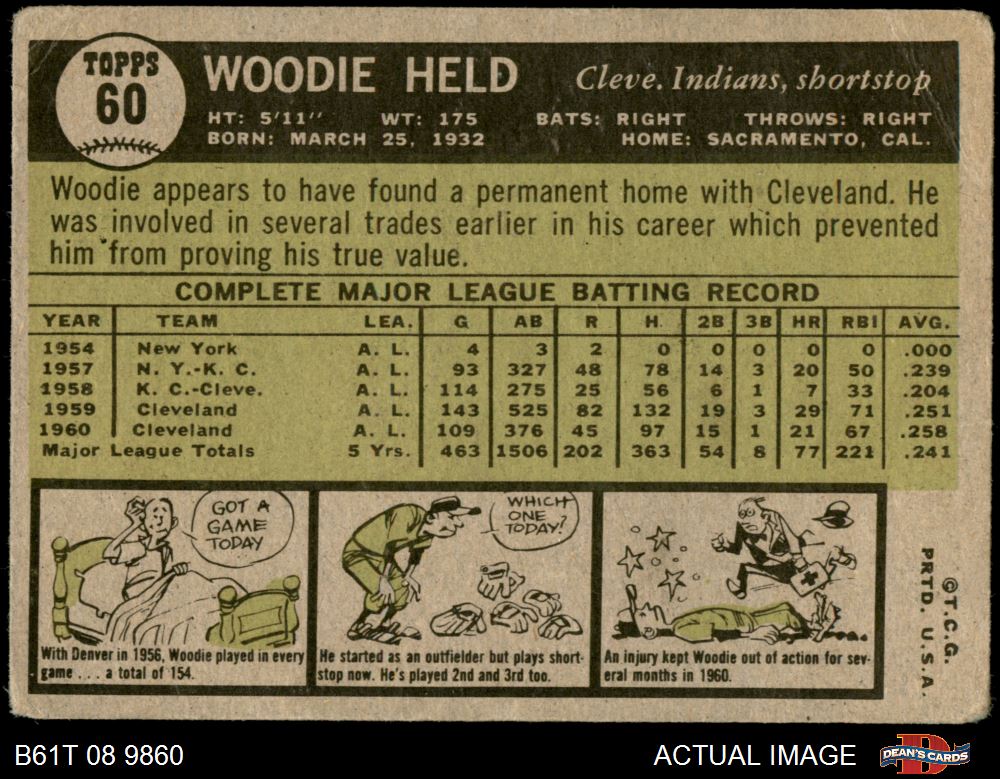 TOPPS
60
WOODIE HELD
Cleve. Indians, shortstop
HT: 5'11" WT: 175 BATS: RIGHT THROWS: RIGHT
BORN: MARCH 25, 1932 HOME: SACRAMENTO, CAL.
Woodie appears to have found a permanent home with Cleveland. He
was involved in several trades earlier in his career which prevented
him from proving his true value.
COMPLETE MAJOR LEAGUE BATTING RECORD
YEAR TEAM LEA. G AB R H 2B 3B HR RBI AVG.
1954 New York A. L. 4 3 2 0 0 0 0 0 .000
1957 N. Y.-K. C. A. L. 93 327 48 78 14 3 20 50 .239
1958 K. C.-Cleve. A. L. 114 275 25 56 6 1 7 33 .204
1959 Cleveland A. L. 143 525 82 132 19 3 29 71 .251
1960 Cleveland A. L. 109 376 45 97 15 1 21 67 .258
Major League Totals 5 Yrs. 463 1506 202 363 54 8 77 221 .241
GOT A
GAME
TODAY
With Denver in 1956, Woodie played in every
game . . . a total of 154.
WHICH
ONE
TODAY?
He started as an outfielder but plays short-
stop now. He's played 2nd and 3rd too.
An injury kept Woodie out of action for sev-
eral months in 1960.
©T.C.G.
PRTD. U.S.A.
B61T 08 9860
ACTUAL IMAGE
DEAN'S CARDS